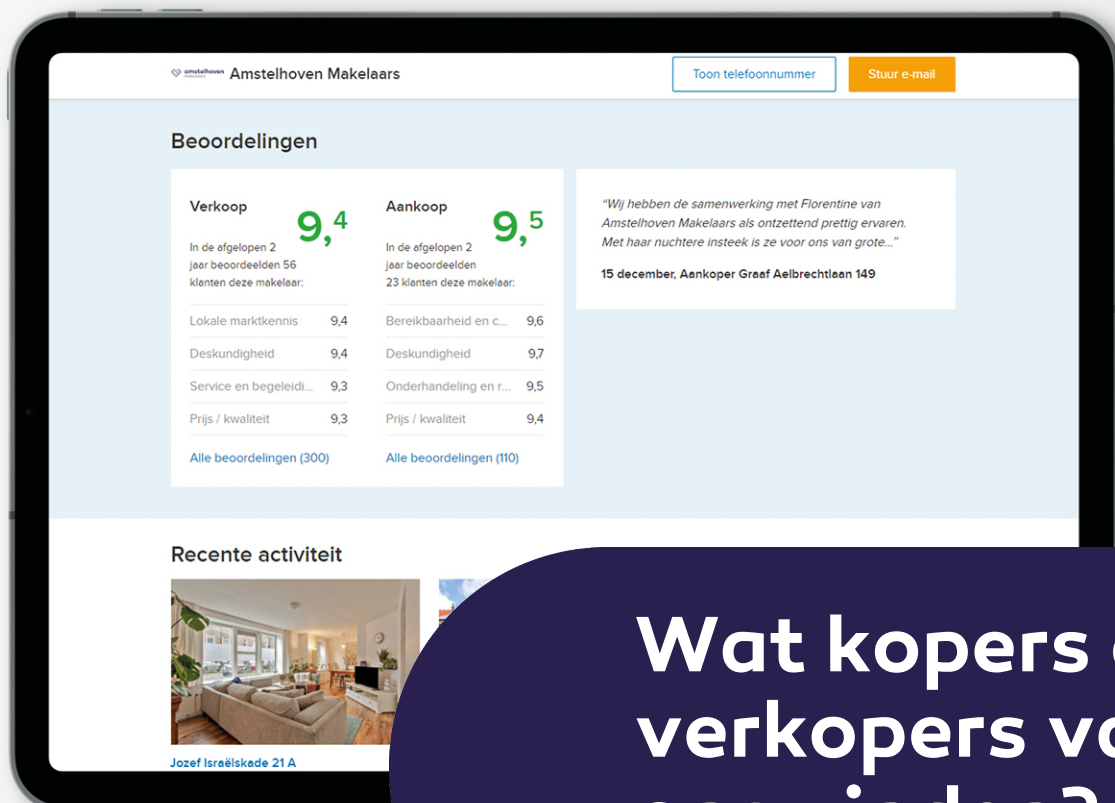 amstelhoven
Amstelhoven Makelaars
Toon telefoonnummer
Stuur e-mail
Beoordelingen
Verkoop
9,4
In de afgelopen 2
jaar beoordeelden 56
klanten deze makelaar:
Lokale marktkennis 9,4
Deskundigheid 9,4
Service en begeleidi... 9,3
Prijs / kwaliteit 9,3
Alle beoordelingen (300)
Aankoop
9,5
In de afgelopen 2
jaar beoordeelden
23 klanten deze makelaar:
Bereikbaarheid en c... 9,6
Deskundigheid 9,7
Onderhandeling en r... 9,5
Prijs / kwaliteit 9,4
Alle beoordelingen (110)
“Wij hebben de samenwerking met Florentine van
Amstelhoven Makelaars als ontzettend prettig ervaren.
Met haar nuchtere insteek is ze voor ons van grote...”
15 december, Aankoper Graaf Aelbrechtlaan 149
Recente activiteit
Jozef Israëlskade 21 A
Wat kopers
verkopers